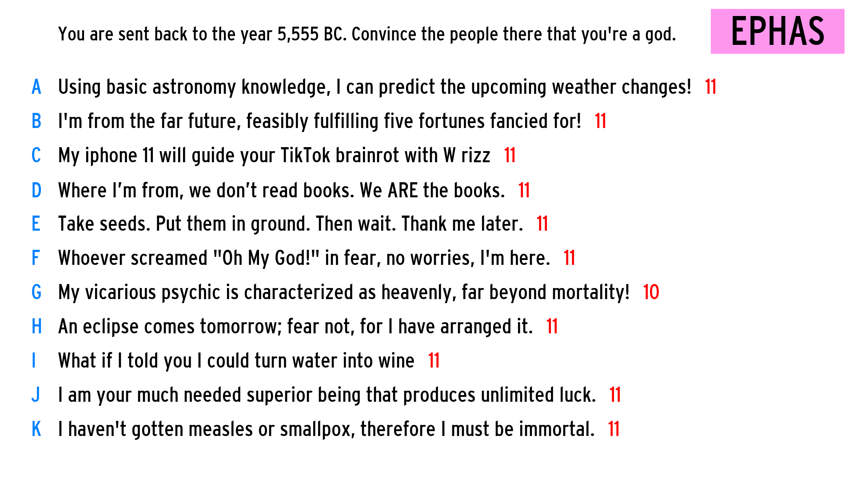 You are sent back to the year 5,555 BC. Convince the people there that you're a god.
EPHAS
A Using basic astronomy knowledge, I can predict the upcoming weather changes! 11
B I'm from the far future, feasibly fulfilling five fortunes fancied for! 11
C My iphone 11 will guide your TikTok brainrot with W rizz 11
D Where I’m from, we don’t read books. We ARE the books. 11
E Take seeds. Put them in ground. Then wait. Thank me later. 11
F Whoever screamed "Oh My God!" in fear, no worries, I'm here. 11
G My vicarious psychic is characterized as heavenly, far beyond mortality! 10
H An eclipse comes tomorrow; fear not, for I have arranged it. 11
I What if I told you I could turn water into wine 11
J I am your much needed superior being that produces unlimited luck. 11
K I haven't gotten measles or smallpox, therefore I must be immortal. 11